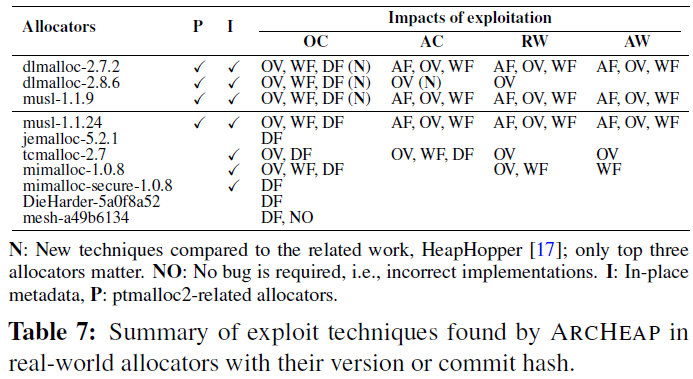 Allocators P I Impacts of exploitation
OC AC RW AW
dlmalloc-2.7.2 ✓ ✓ OV, WF, DF (N) AF, OV, WF AF, OV, WF AF, OV, WF
dlmalloc-2.8.6 ✓ ✓ OV, WF, DF (N) OV (N) OV
musl-1.1.9 ✓ ✓ OV, WF, DF (N) AF, OV, WF AF, OV, WF AF, OV, WF
musl-1.1.24 ✓ ✓ OV, WF, DF AF, OV, WF AF, OV, WF AF, OV, WF
jemalloc-5.2.1 DF
tcmalloc-2.7 ✓ OV, DF OV, WF, DF OV OV
mimalloc-1.0.8 ✓ OV, WF, DF OV, WF WF
mimalloc-secure-1.0.8 ✓ DF
DieHarder-5a0f8a52 DF
mesh-a49b6134 DF, NO
N: New techniques compared to the related work, HeapHopper [17]; only top three
allocators matter. NO: No bug is required, i.e., incorrect implementations. I: In-place
metadata, P: ptmalloc2-related allocators.
Table 7: Summary of exploit techniques found by ARCHEAP in
real-world allocators with their version or commit hash.